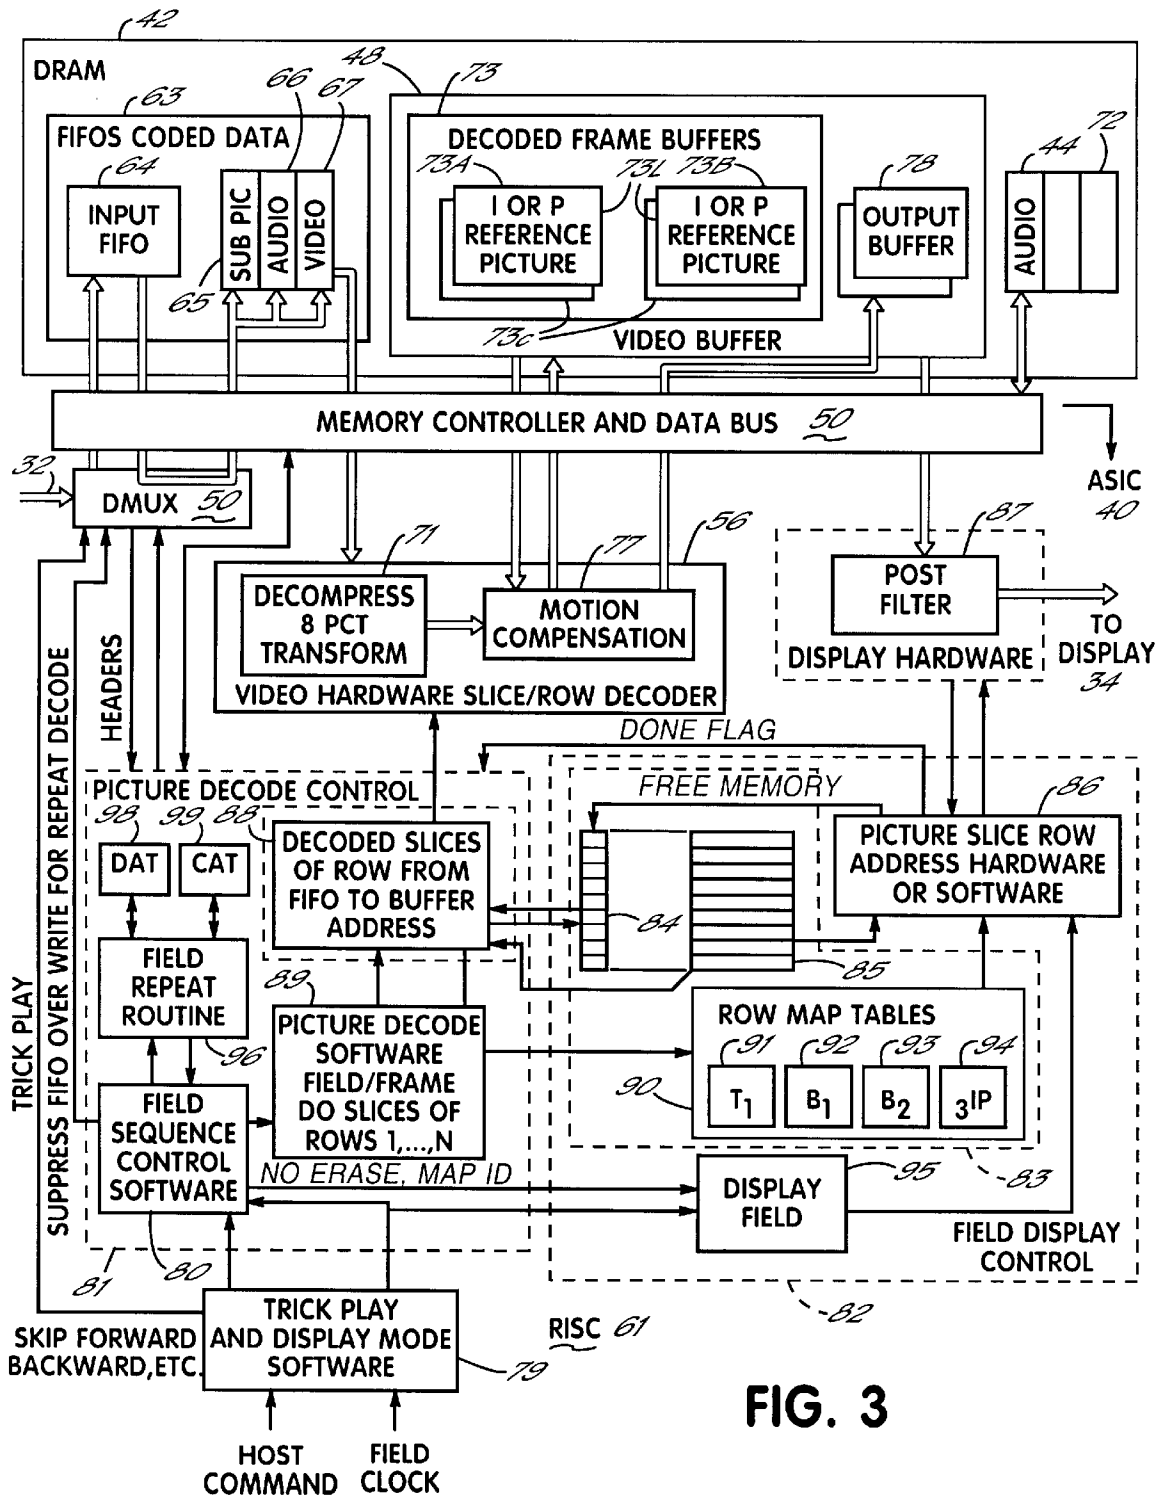 42
DRAM
63
66
67
FIFOS CODED DATA
64
INPUT
FIFO
SUB PIC
AUDIO
VIDEO
65
48
73
DECODED FRAME BUFFERS
73A
73L
73B
I OR P
REFERENCE
PICTURE
I OR P
REFERENCE
PICTURE
73c
VIDEO BUFFER
78
OUTPUT
BUFFER
44
72
AUDIO
MEMORY CONTROLLER AND DATA BUS 50
32
DMUX 50
ASIC
40
71
77
56
87
DECOMPRESS
8 PCT
TRANSFORM
MOTION
COMPENSATION
VIDEO HARDWARE SLICE/ROW DECODER
POST
FILTER
DISPLAY HARDWARE
TO
DISPLAY
34
HEADERS
TRICK PLAY
SUPPRESS FIFO OVER WRITE FOR REPEAT DECODE
DONE FLAG
PICTURE DECODE CONTROL
FREE MEMORY
98
99
88
86
DAT
CAT
DECODED SLICES
OF ROW FROM
FIFO TO BUFFER
ADDRESS
84
85
PICTURE SLICE ROW
ADDRESS HARDWARE
OR SOFTWARE
FIELD
REPEAT
ROUTINE
96
89
PICTURE DECODE
SOFTWARE
FIELD/FRAME
DO SLICES OF
ROWS 1,...,N
ROW MAP TABLES
91
92
93
94
90
T1
B1
B2
3IP
FIELD
SEQUENCE
CONTROL
SOFTWARE
NO ERASE, MAP ID
95
83
DISPLAY
FIELD
FIELD DISPLAY
CONTROL
81
80
82
TRICK PLAY
AND DISPLAY MODE
SOFTWARE
79
SKIP FORWARD
BACKWARD,ETC.
RISC 61
HOST
COMMAND
FIELD
CLOCK
FIG. 3